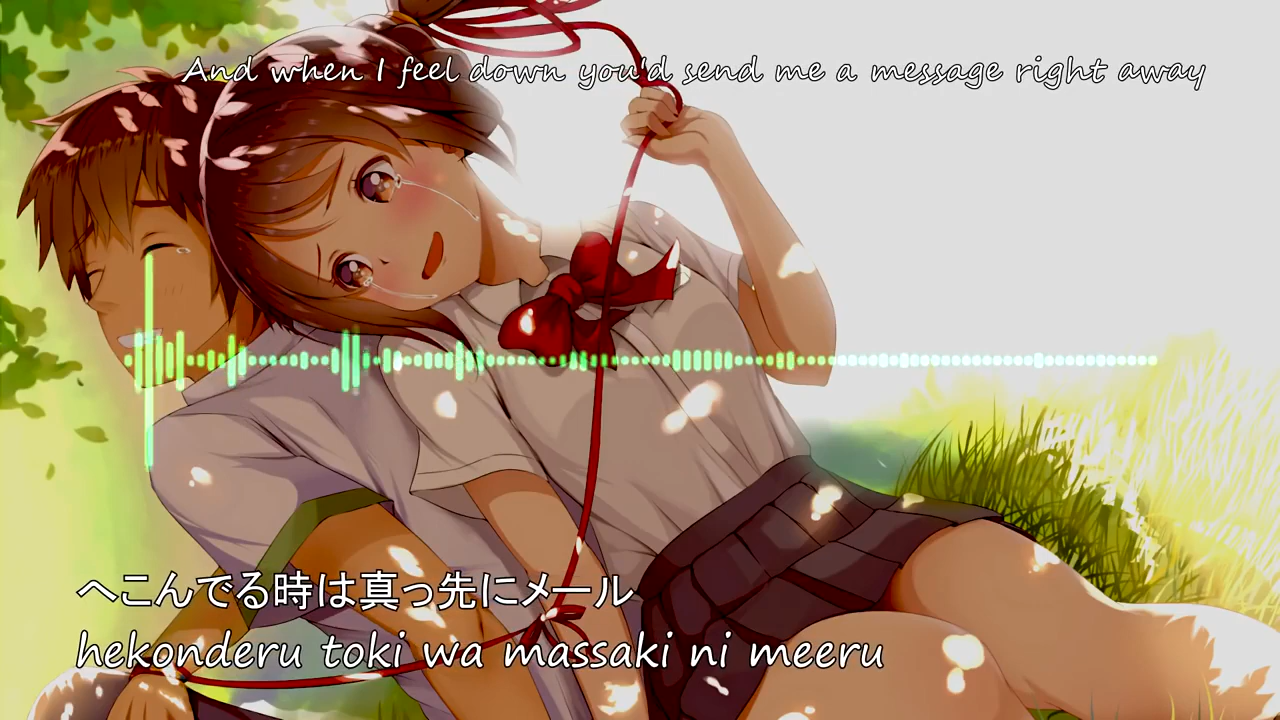 And when I feel down you'd send me a message right away
へこんでる時は真っ先にメール
hekonderu toki wa massaki ni meeru